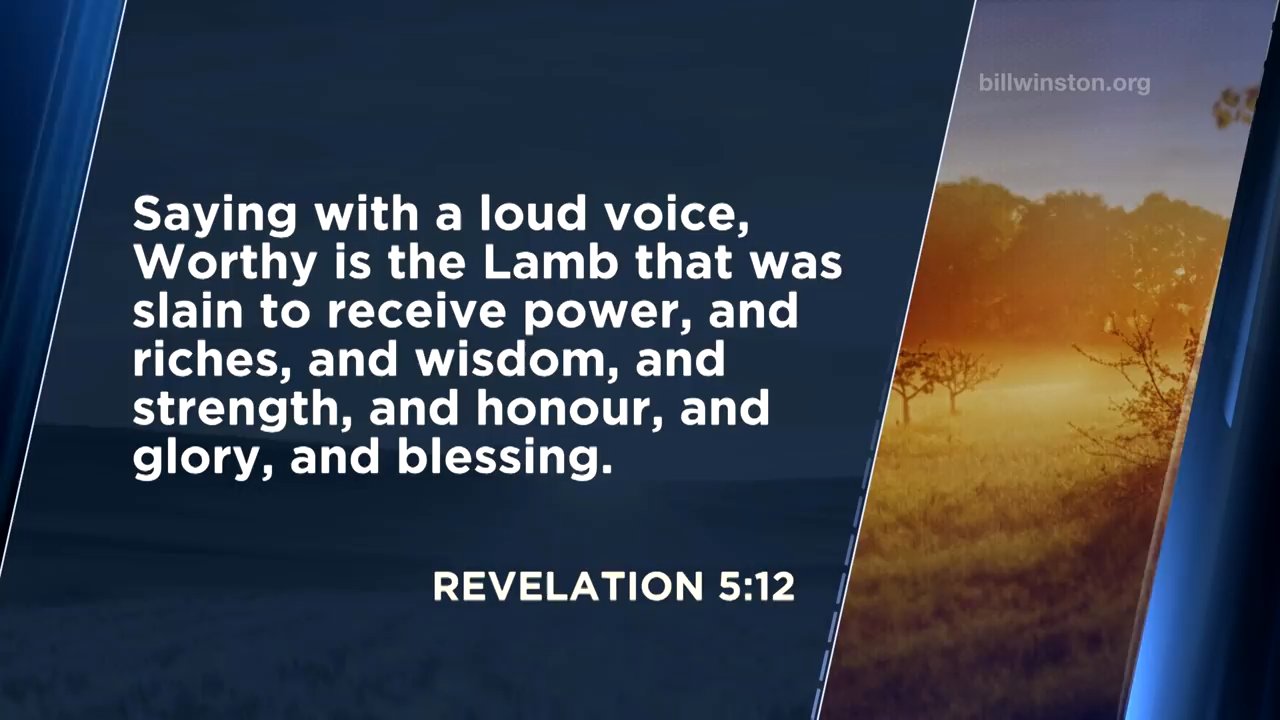 billwinston.org
Saying with a loud voice,
Worthy is the Lamb that was
slain to receive power, and
riches, and wisdom, and
strength, and honour, and
glory, and blessing.
REVELATION 5:12